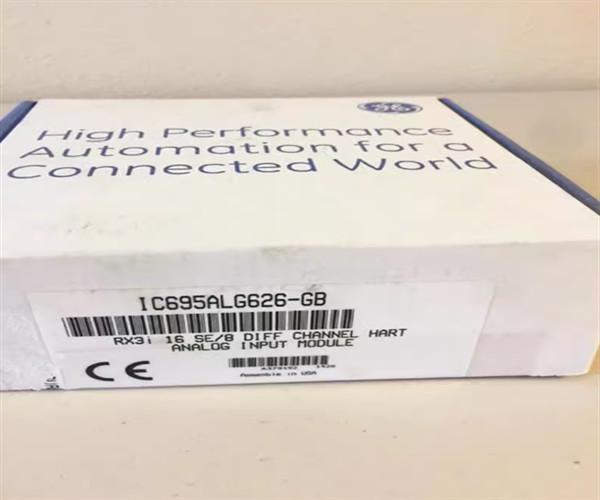 GE
High Performance
Automation for a
Connected World
IC695ALG626-GB
RX3i 16 SE/8 DIFF CHANNEL HART
ANALOG INPUT MODULE
CE
Assemble in USA